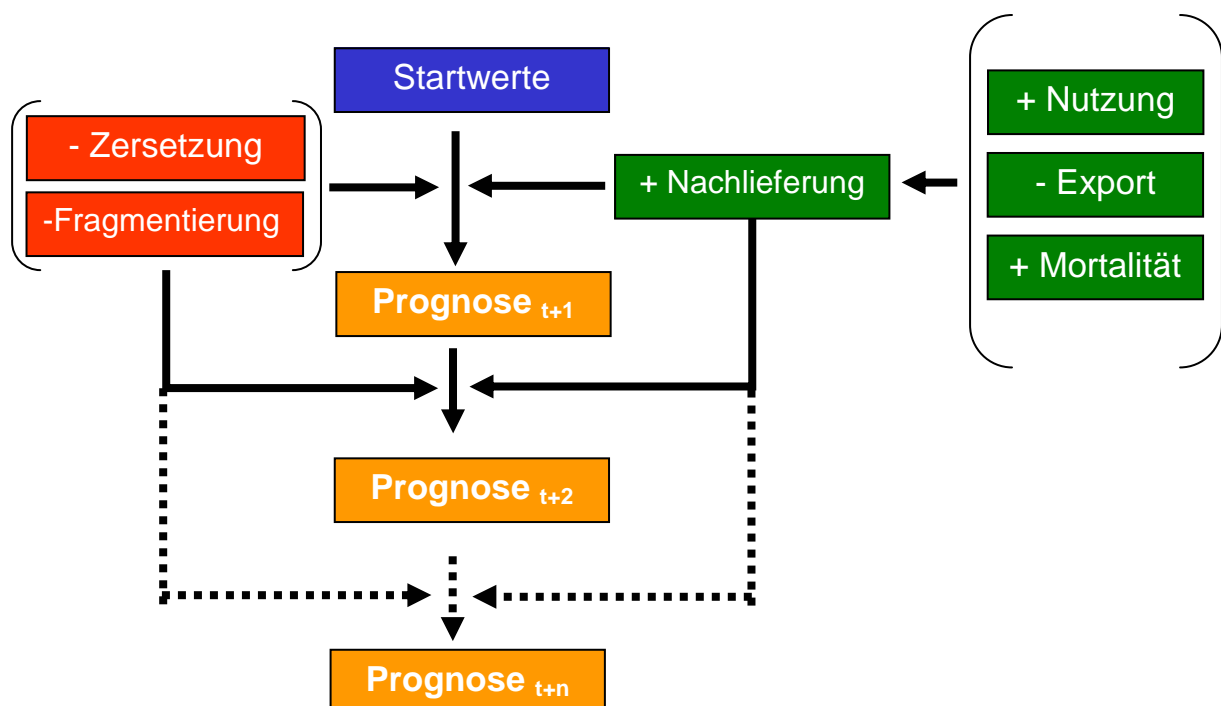 Startwerte
- Zersetzung
-Fragmentierung
+ Nachlieferung
+ Nutzung
- Export
+ Mortalität
Prognose t+1
Prognose t+2
Prognose t+n